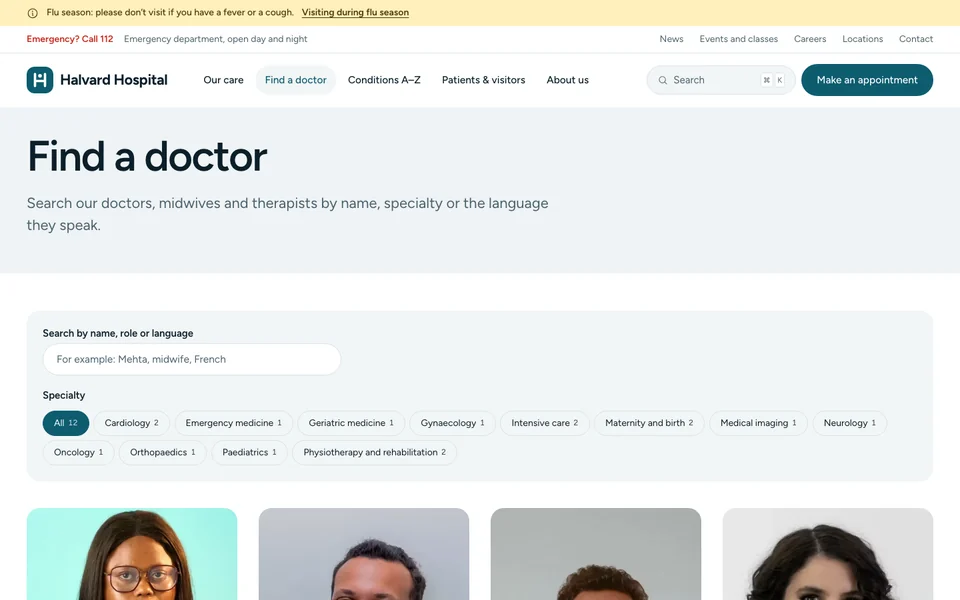 Flu season: please don't visit if you have a fever or a cough. Visiting during flu season
Emergency? Call 112 Emergency department, open day and night News Events and classes Careers Locations Contact
Halvard Hospital Our care Find a doctor Conditions A–Z Patients & visitors About us Search ⌘ K Make an appointment
Find a doctor
Search our doctors, midwives and therapists by name, specialty or the language
they speak.
Search by name, role or language
For example: Mehta, midwife, French
Specialty
All 12 Cardiology 2 Emergency medicine 1 Geriatric medicine 1 Gynaecology 1 Intensive care 2 Maternity and birth 2 Medical imaging 1 Neurology 1
Oncology 1 Orthopaedics 1 Paediatrics 1 Physiotherapy and rehabilitation 2